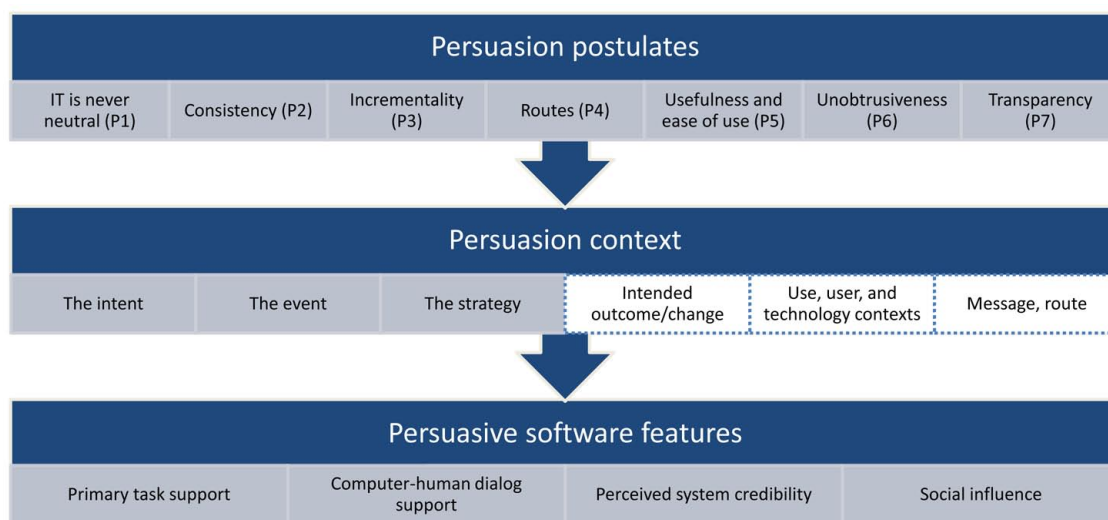 Persuasion postulates
IT is never
neutral (P1)
Consistency (P2)
Incrementality
(P3)
Routes (P4)
Usefulness and
ease of use (P5)
Unobtrusiveness
(P6)
Transparency
(P7)
Persuasion context
The intent
The event
The strategy
Intended
outcome/change
Use, user, and
technology contexts
Message, route
Persuasive software features
Primary task support
Computer-human dialog
support
Perceived system credibility
Social influence